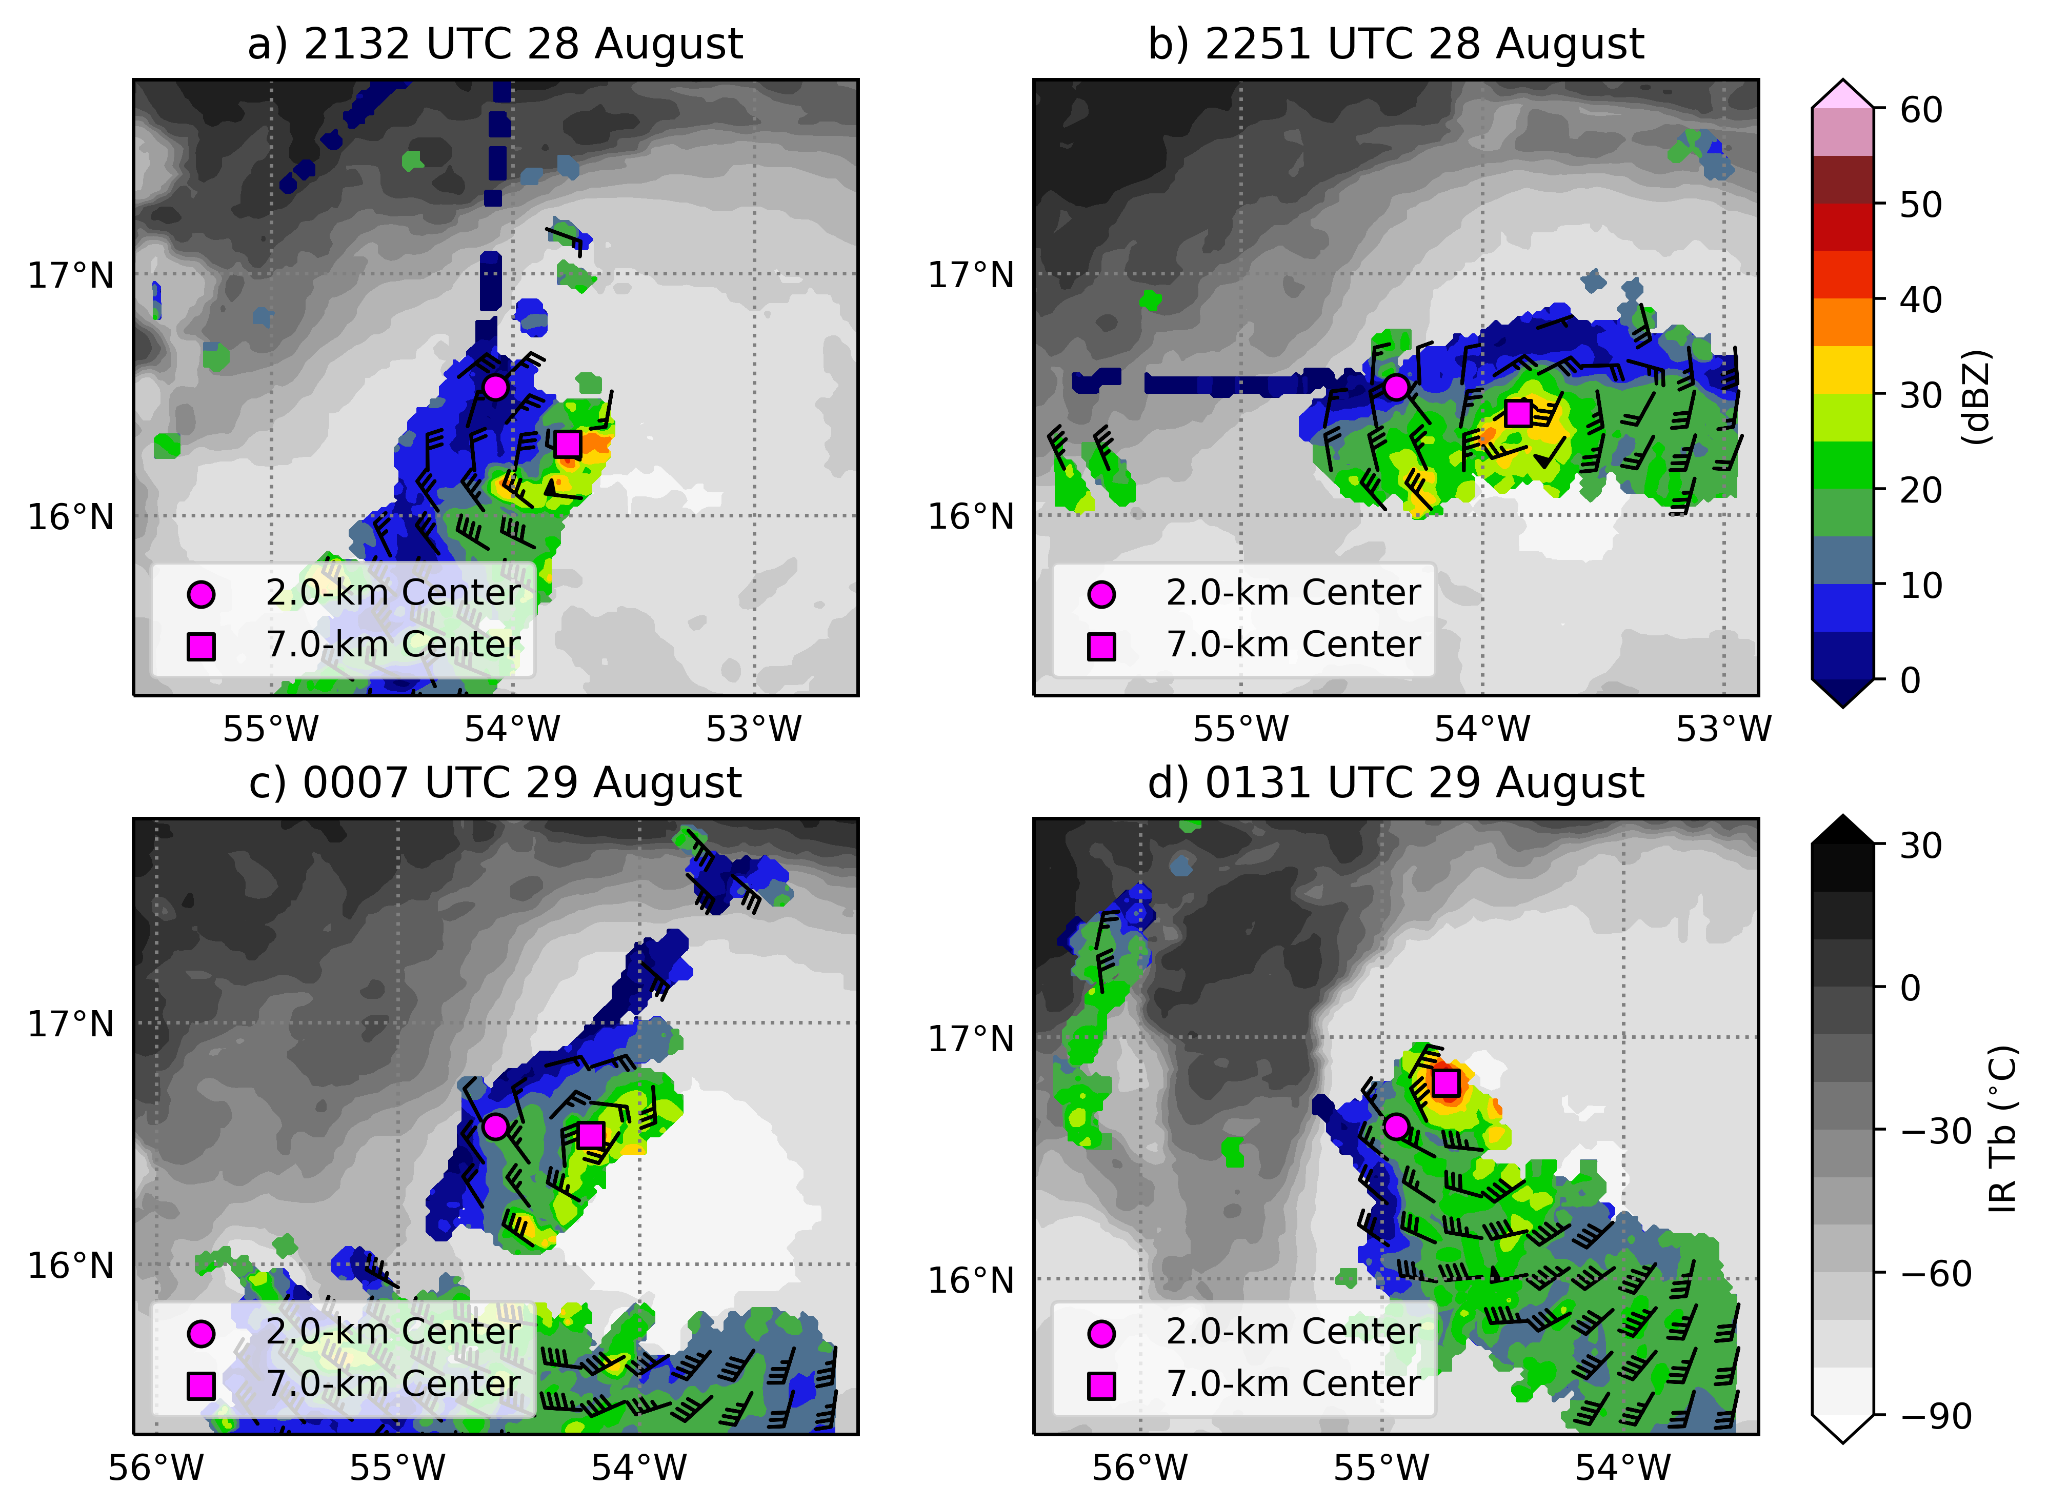 a) 2132 UTC 28 August
b) 2251 UTC 28 August
17°N
16°N
55°W
54°W
53°W
2.0-km Center
7.0-km Center
17°N
16°N
55°W
54°W
53°W
2.0-km Center
7.0-km Center
60
50
40
30
20
10
0
(dBZ)
c) 0007 UTC 29 August
d) 0131 UTC 29 August
17°N
16°N
56°W
55°W
54°W
2.0-km Center
7.0-km Center
17°N
16°N
56°W
55°W
54°W
2.0-km Center
7.0-km Center
30
0
−30
−60
−90
IR Tb (°C)